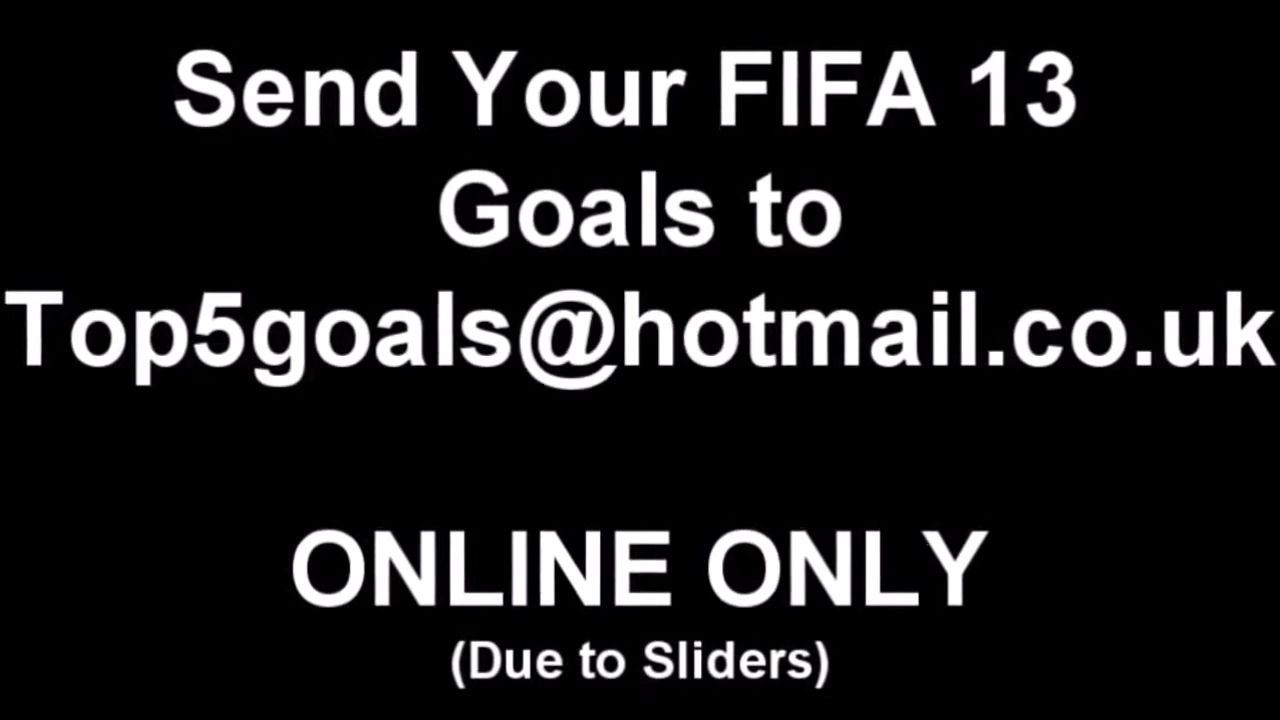 Send Your FIFA 13
Goals to
Top5goals@hotmail.co.uk
ONLINE ONLY
(Due to Sliders)